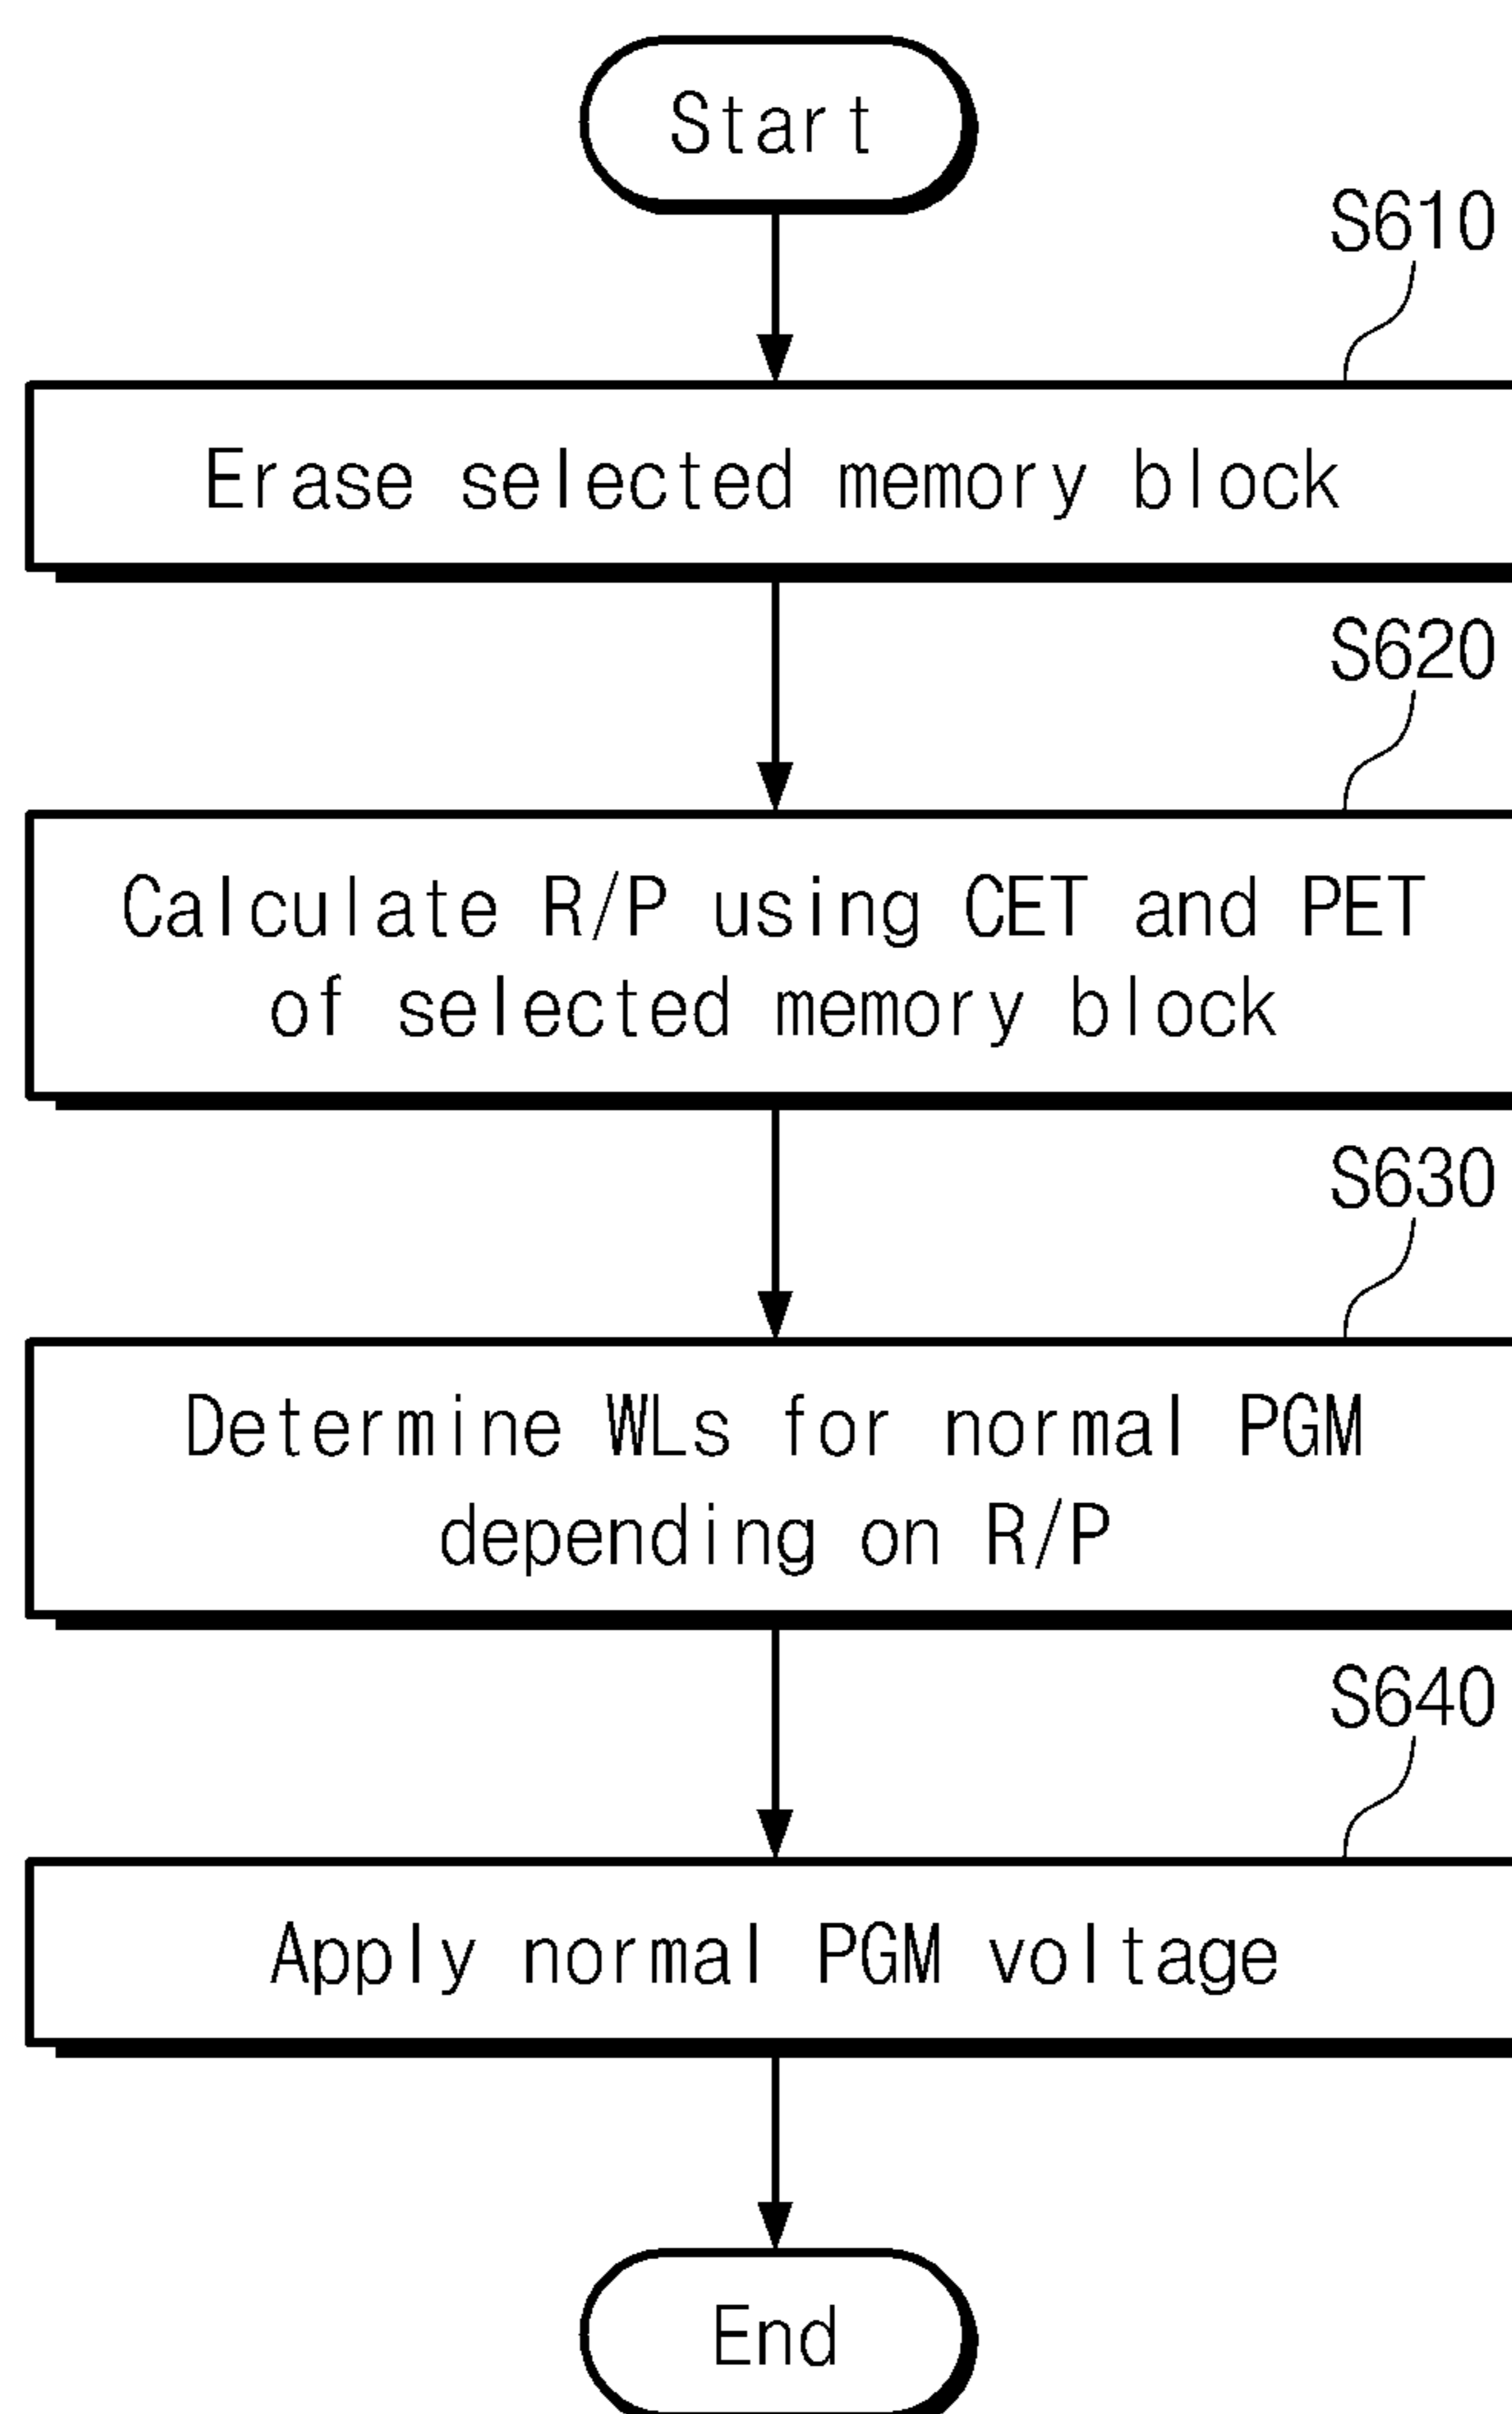 Start
S610
Erase selected memory block
S620
Calculate R/P using CET and PET
of selected memory block
S630
Determine WLs for normal PGM
depending on R/P
S640
Apply normal PGM voltage
End